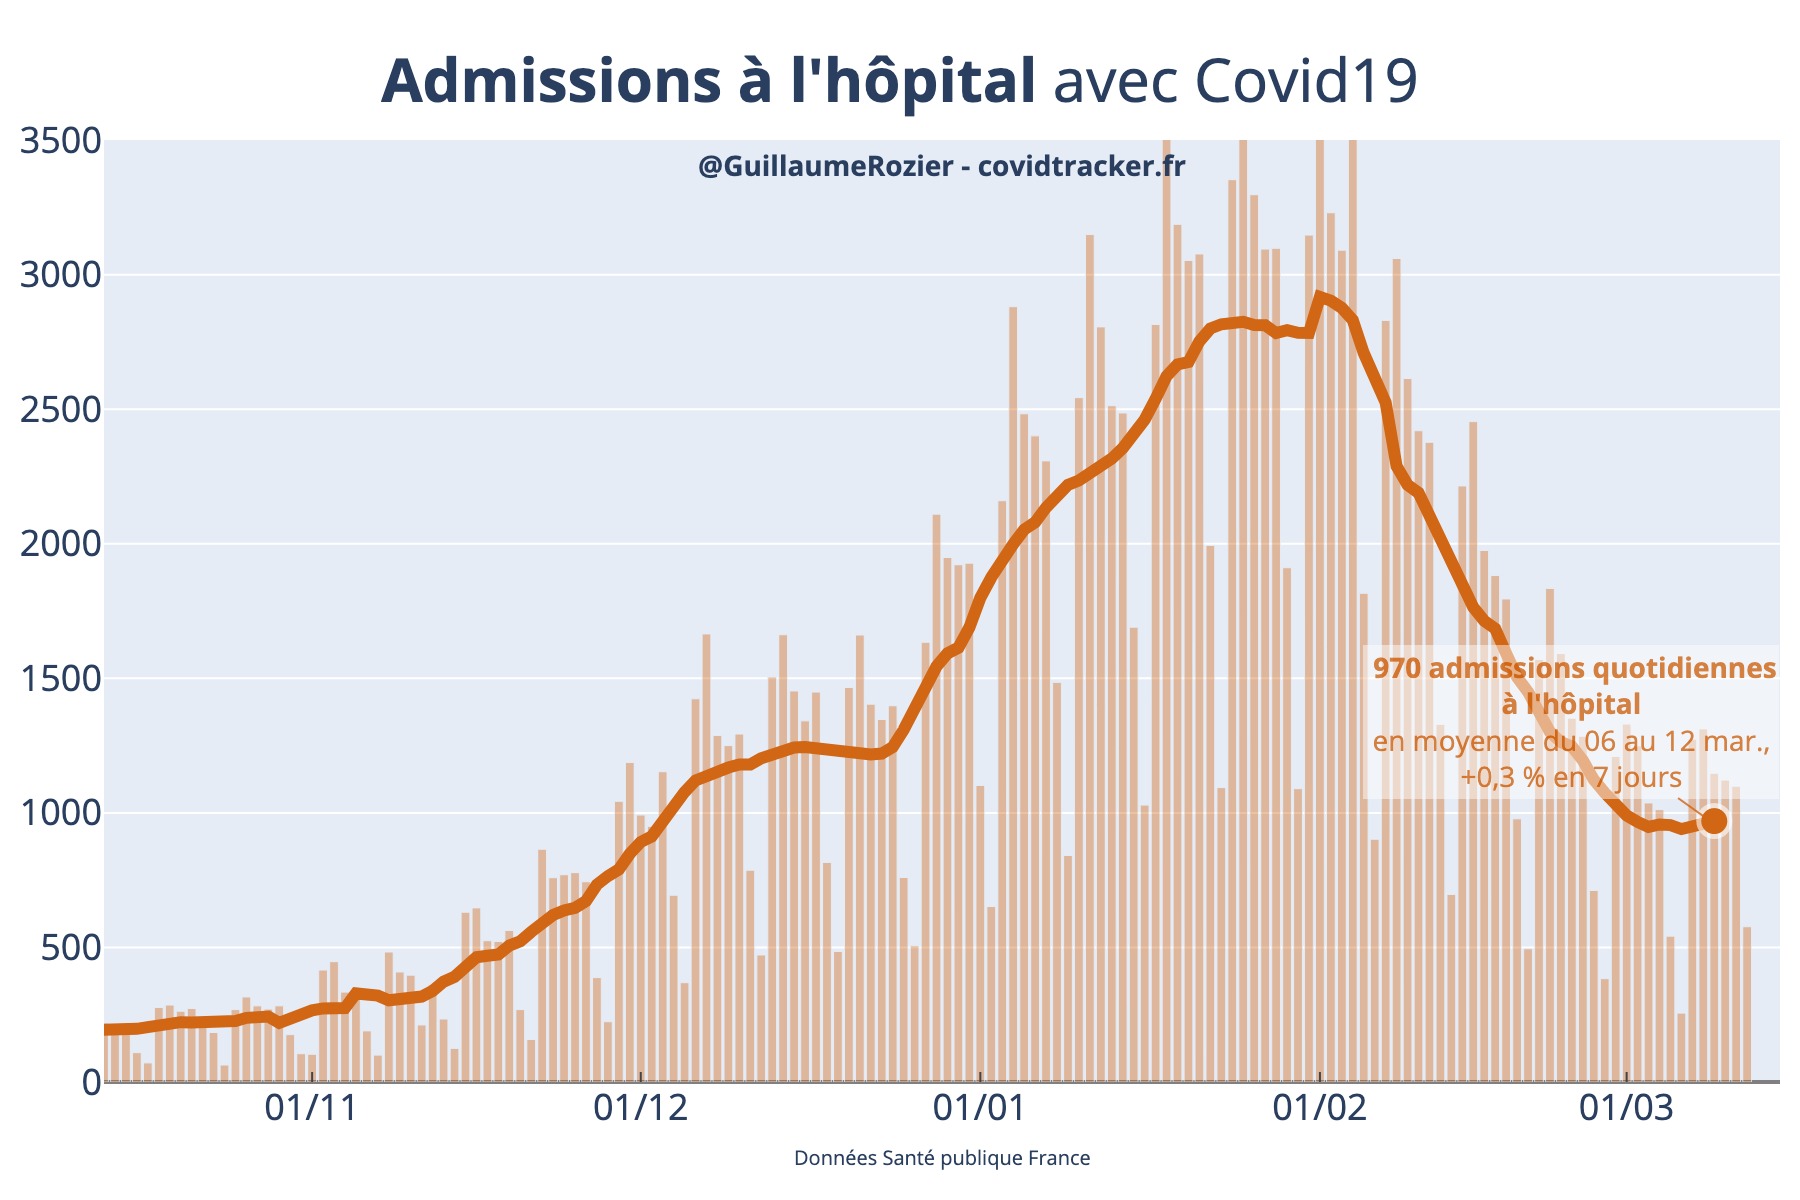 Admissions à l'hôpital avec Covid19
@GuillaumeRozier - covidtracker.fr
3500
3000
2500
2000
1500
1000
500
0
970 admissions quotidiennes
à l'hôpital
en moyenne du 06 au 12 mar.,
+0,3 % en 7 jours
01/11 01/12 01/01 01/02 01/03
Données Santé publique France